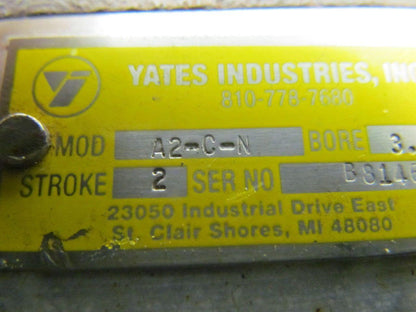 YATES INDUSTRIES, INC
810-778-7680
MOD A2-C-N BORE 3.
STROKE 2 SER NO
23050 Industrial Drive East
St. Clair Shores, MI 48080